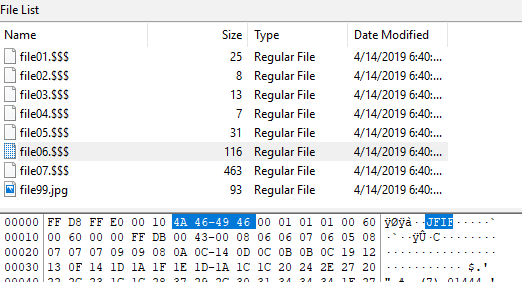 File List
Name Size Type Date Modified
file01.$$$ 25 Regular File 4/14/2019 6:40:...
file02.$$$ 8 Regular File 4/14/2019 6:40:...
file03.$$$ 13 Regular File 4/14/2019 6:40:...
file04.$$$ 7 Regular File 4/14/2019 6:40:...
file05.$$$ 31 Regular File 4/14/2019 6:40:...
file06.$$$ 116 Regular File 4/14/2019 6:40:...
file07.$$$ 463 Regular File 4/14/2019 6:40:...
file99.jpg 93 Regular File 4/14/2019 6:40:...
00000 FF D8 FF E0 00 10 4A 46-49 46 00 01 01 01 00 60 ÿØÿà··JFIF·····`
00010 00 60 00 00 FF DB 00 43-00 08 06 06 07 06 05 08 ·`··ÿÛ·C········
00020 07 07 07 09 09 08 0A 0C-14 0D 0C 0B 0B 0C 19 12 ················
00030 13 0F 14 1D 1A 1F 1E 1D-1A 1C 1C 20 24 2E 27 20 ··········· $.'